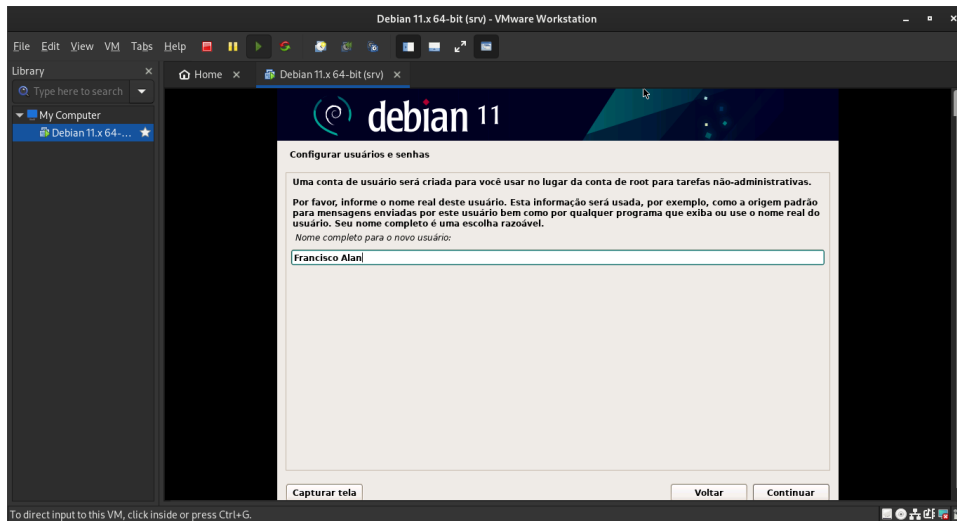 Debian 11.x 64-bit (srv) - VMware Workstation
File Edit View VM Tabs Help
Library
Home
Debian 11.x 64-bit (srv)
Type here to search
My Computer
Debian 11.x 64-...
debian 11
Configurar usuários e senhas
Uma conta de usuário será criada para você usar no lugar da conta de root para tarefas não-administrativas.
Por favor, informe o nome real deste usuário. Esta informação será usada, por exemplo, como a origem padrão
para mensagens enviadas por este usuário bem como por qualquer programa que exiba ou use o nome real do
usuário. Seu nome completo é uma escolha razoável.
Nome completo para o novo usuário:
Francisco Alan
Capturar tela
Voltar
Continuar
To direct input to this VM, click inside or press Ctrl+G.